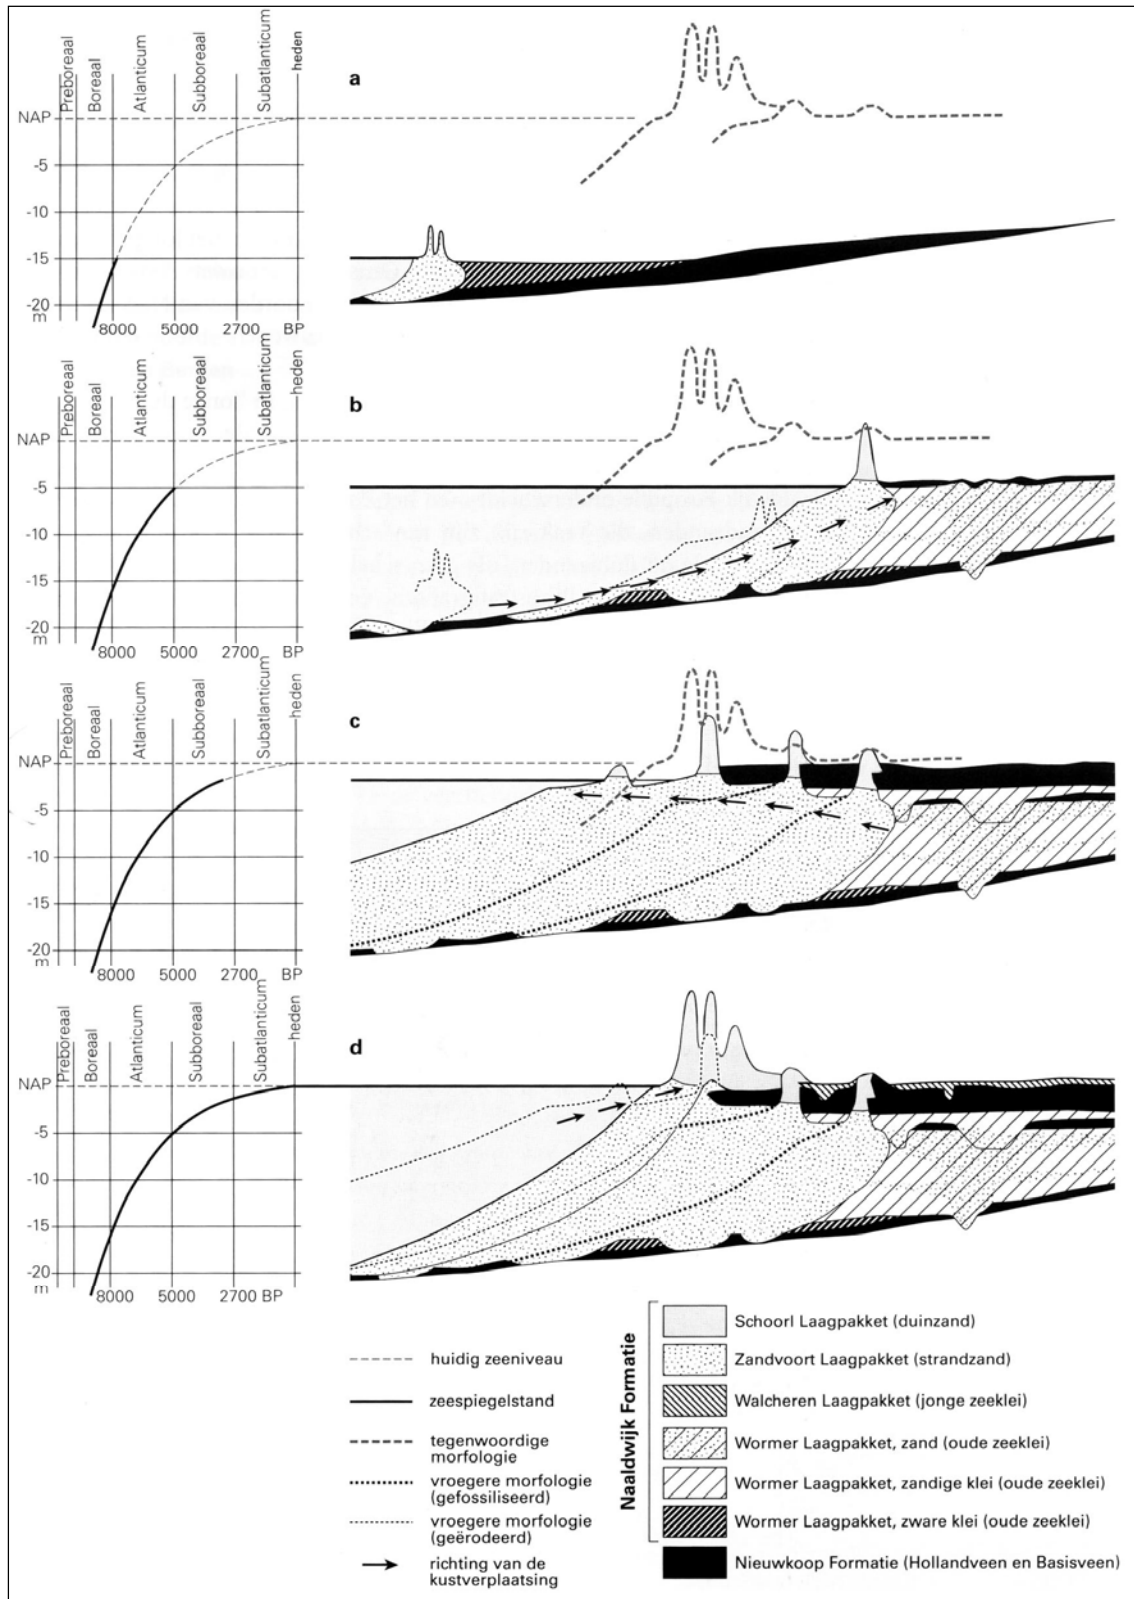 Preboreaal
Boreaal
Atlanticum
Subboreaal
Subatlanticum
heden
a
NAP
-5
-10
-15
-20
m
8000 5000 2700 BP
Preboreaal
Boreaal
Atlanticum
Subboreaal
Subatlanticum
heden
b
NAP
-5
-10
-15
-20
m
8000 5000 2700 BP
Preboreaal
Boreaal
Atlanticum
Subboreaal
Subatlanticum
heden
c
NAP
-5
-10
-15
-20
m
8000 5000 2700 BP
Preboreaal
Boreaal
Atlanticum
Subboreaal
Subatlanticum
heden
d
NAP
-5
-10
-15
-20
m
8000 5000 2700 BP
huidig zeeniveau
zeespiegelstand
tegenwoordige
morfologie
vroegere morfologie
(gefossiliseerd)
vroegere morfologie
(geërodeerd)
richting van de
kustverplaatsing
Naaldwijk Formatie
Schoorl Laagpakket (duinzand)
Zandvoort Laagpakket (strandzand)
Walcheren Laagpakket (jonge zeeklei)
Wormer Laagpakket, zand (oude zeeklei)
Wormer Laagpakket, zandige klei (oude zeeklei)
Wormer Laagpakket, zware klei (oude zeeklei)
Nieuwkoop Formatie (Hollandveen en Basisveen)